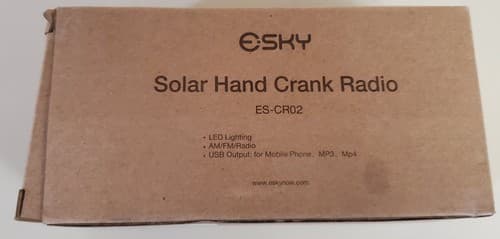 ESKY
Solar Hand Crank Radio
ES-CR02
• LED Lighting
• AM/FM/Radio
• USB Output: for Mobile Phone、MP3、Mp4
www.eskynow.com